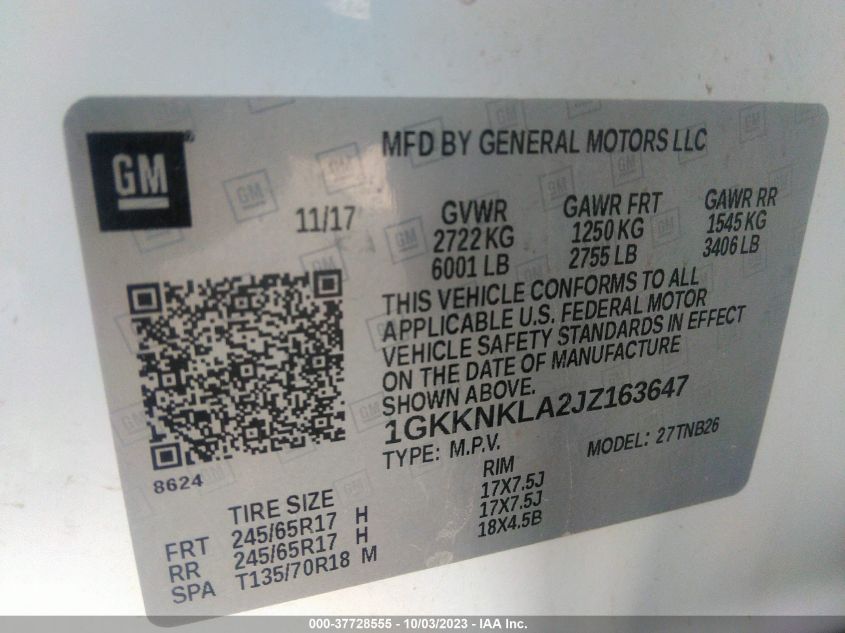 GM
MFD BY GENERAL MOTORS LLC
11/17
GVWR GAWR FRT GAWR RR
2722 KG 1250 KG 1545 KG
6001 LB 2755 LB 3406 LB
THIS VEHICLE CONFORMS TO ALL
APPLICABLE U.S. FEDERAL MOTOR
VEHICLE SAFETY STANDARDS IN EFFECT
ON THE DATE OF MANUFACTURE
SHOWN ABOVE.
1GKKNKLA2JZ163647
TYPE: M.P.V. MODEL: 27TNB26
8624
TIRE SIZE RIM
FRT 245/65R17 H 17X7.5J
RR 245/65R17 H 17X7.5J
SPA T135/70R18 M 18X4.5B
000-37728555 - 10/03/2023 - IAA Inc.